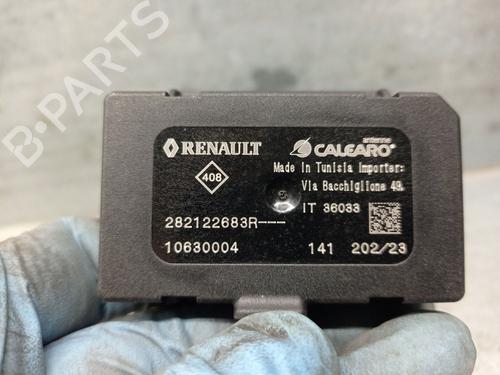 B-PARTS
RENAULT
antenne
CALEARO
408
Made in Tunisia Importer:
Via Bacchiglione 49,
IT 36033
282122683R---
10630004 141 202/23